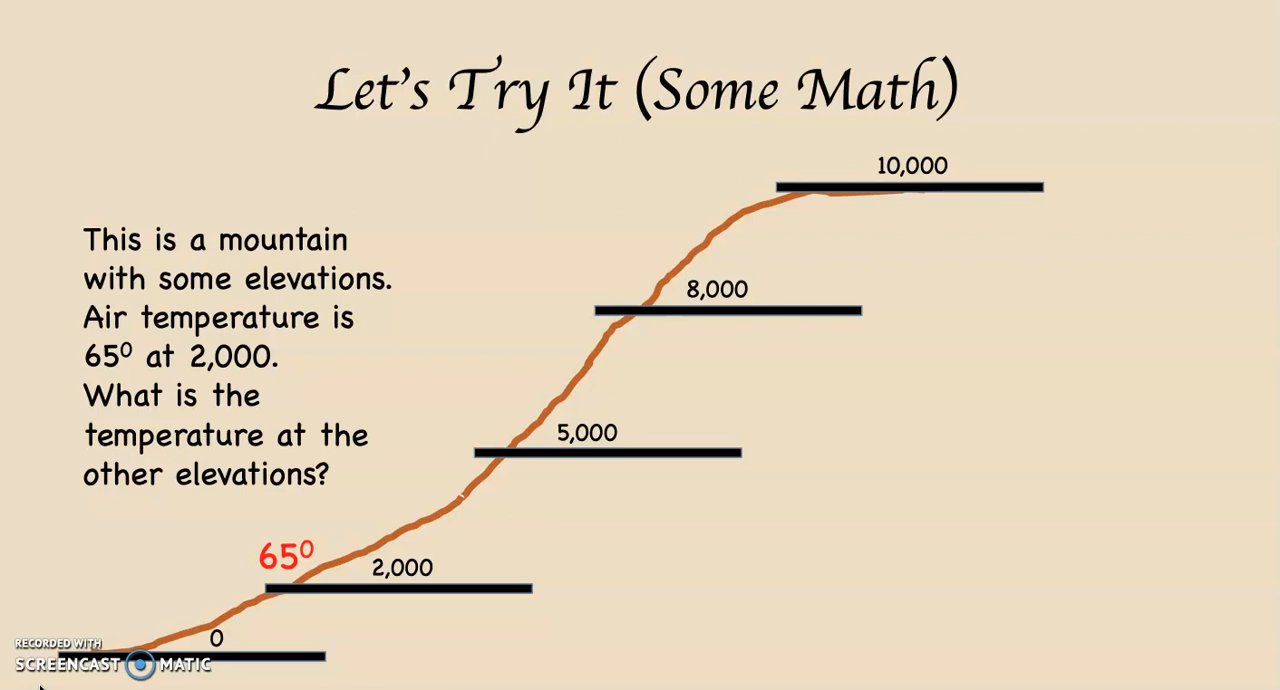 Let's Try It (Some Math)
10,000
This is a mountain
with some elevations.
Air temperature is
65⁰ at 2,000.
What is the
temperature at the
other elevations?
8,000
5,000
65⁰
2,000
0
RECORDED WITH
SCREENCAST MATIC